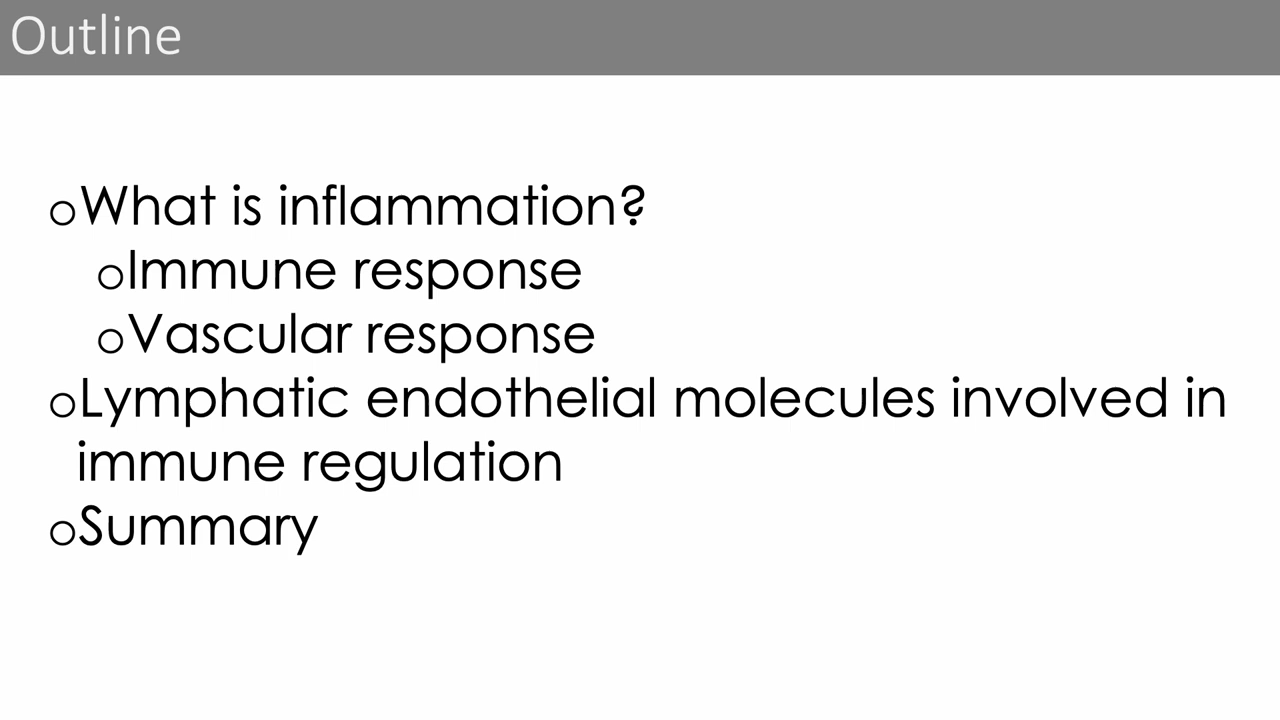 Outline
oWhat is inflammation?
oImmune response
oVascular response
oLymphatic endothelial molecules involved in
immune regulation
oSummary